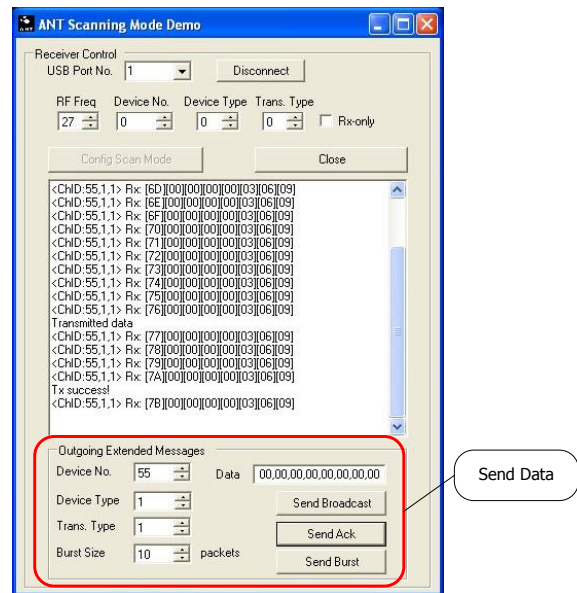 ANT Scanning Mode Demo
Receiver Control
USB Port No. 1 Disconnect
RF Freq Device No. Device Type Trans. Type
27 0 0 0 Rx-only
Config Scan Mode Close
<ChID:55,1,1> Rx: [6D][00][00][00][00][03][06][09]
<ChID:55,1,1> Rx: [6E][00][00][00][00][03][06][09]
<ChID:55,1,1> Rx: [6F][00][00][00][00][03][06][09]
<ChID:55,1,1> Rx: [70][00][00][00][00][03][06][09]
<ChID:55,1,1> Rx: [71][00][00][00][00][03][06][09]
<ChID:55,1,1> Rx: [72][00][00][00][00][03][06][09]
<ChID:55,1,1> Rx: [73][00][00][00][00][03][06][09]
<ChID:55,1,1> Rx: [74][00][00][00][00][03][06][09]
<ChID:55,1,1> Rx: [75][00][00][00][00][03][06][09]
<ChID:55,1,1> Rx: [76][00][00][00][00][03][06][09]
Transmitted data
<ChID:55,1,1> Rx: [77][00][00][00][00][03][06][09]
<ChID:55,1,1> Rx: [78][00][00][00][00][03][06][09]
<ChID:55,1,1> Rx: [79][00][00][00][00][03][06][09]
<ChID:55,1,1> Rx: [7A][00][00][00][00][03][06][09]
Tx success!
<ChID:55,1,1> Rx: [7B][00][00][00][00][03][06][09]
Outgoing Extended Messages
Device No. 55 Data 00,00,00,00,00,00,00,00
Device Type 1 Send Broadcast
Trans. Type 1 Send Ack
Burst Size 10 packets Send Burst
Send Data